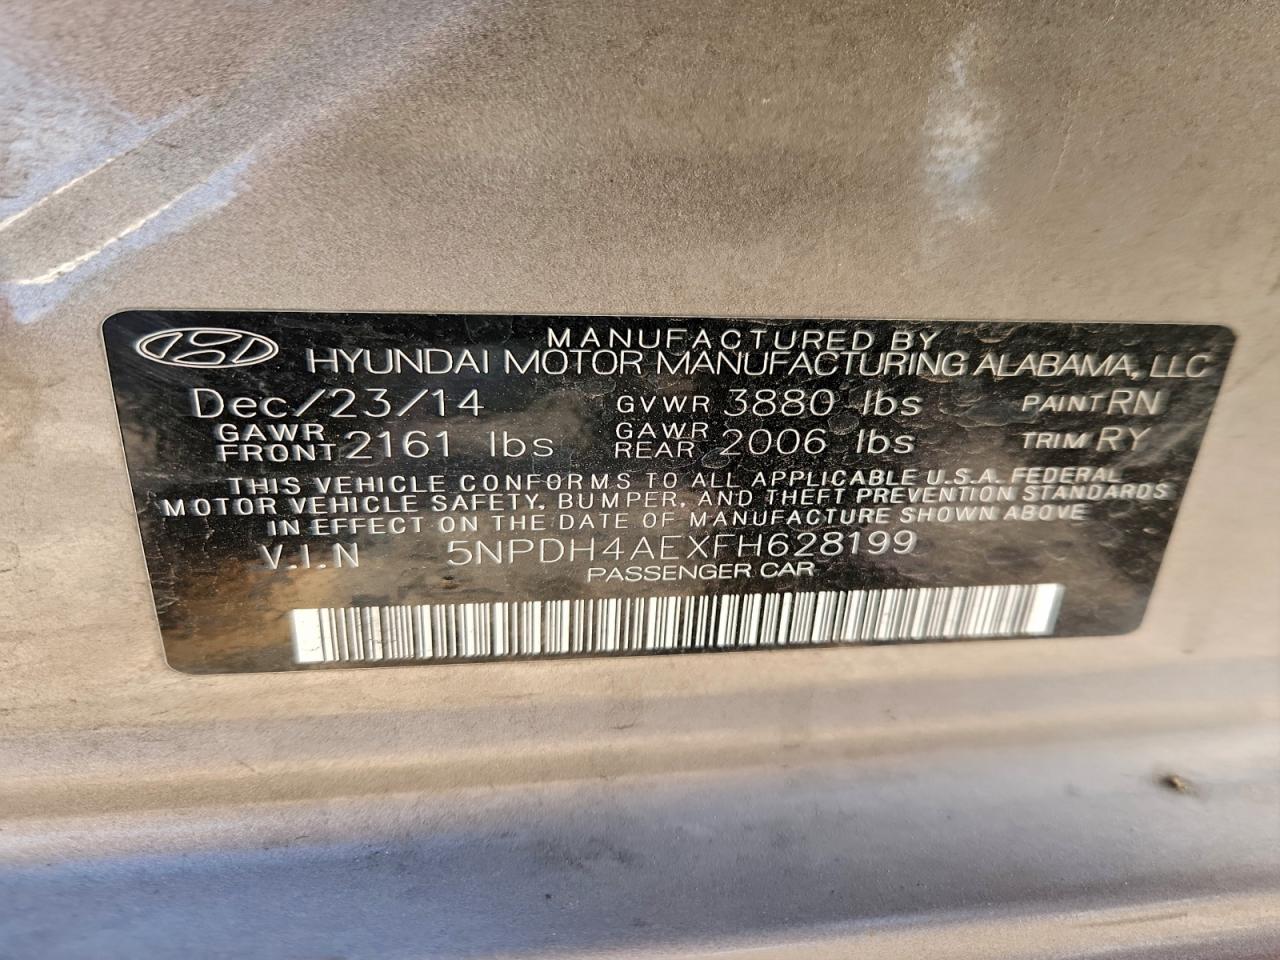 MANUFACTURED BY
HYUNDAI MOTOR MANUFACTURING ALABAMA, LLC
Dec/23/14 GVWR 3880 lbs PAINT RN
GAWR FRONT 2161 lbs GAWR REAR 2006 lbs TRIM RY
THIS VEHICLE CONFORMS TO ALL APPLICABLE U.S.A. FEDERAL
MOTOR VEHICLE SAFETY, BUMPER, AND THEFT PREVENTION STANDARDS
IN EFFECT ON THE DATE OF MANUFACTURE SHOWN ABOVE
V.I.N 5NPDH4AEXFH628199
PASSENGER CAR